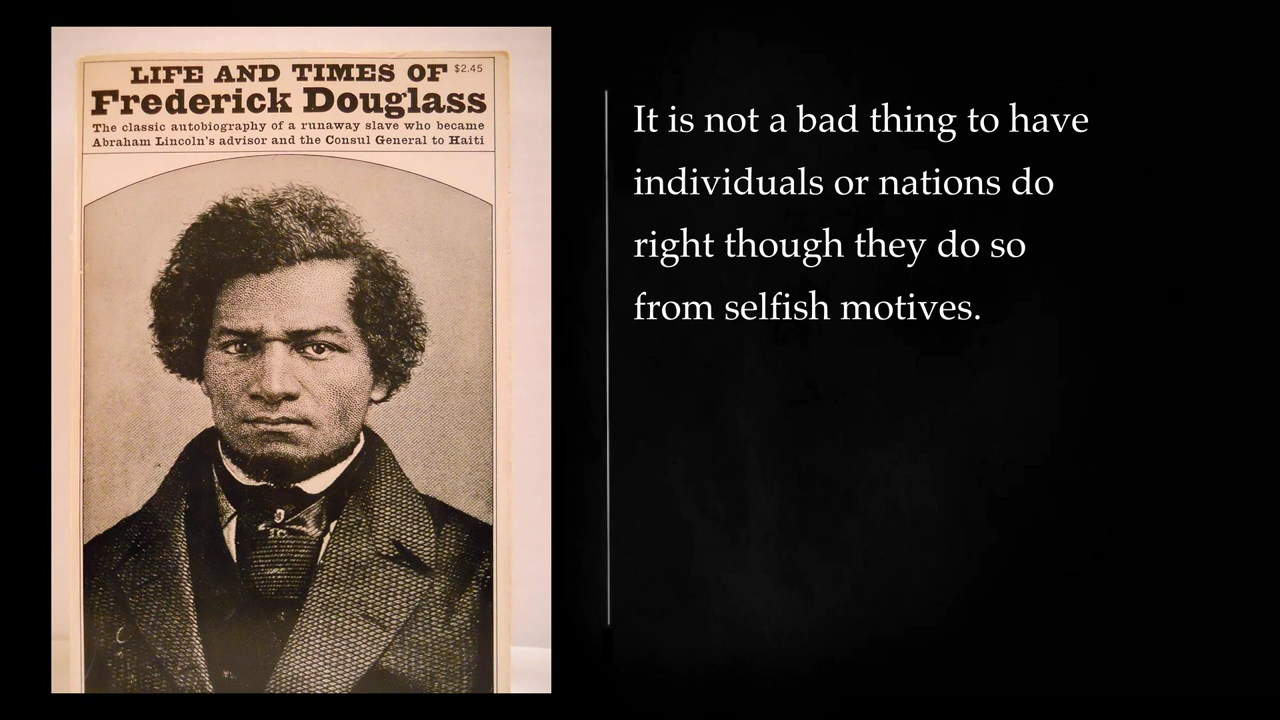 LIFE AND TIMES OF $2.45
Frederick Douglass
The classic autobiography of a runaway slave who became
Abraham Lincoln's advisor and the Consul General to Haiti
It is not a bad thing to have
individuals or nations do
right though they do so
from selfish motives.